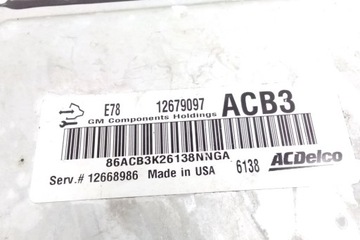 E78 12679097 ACB3
GM Components Holdings
86ACB3K26138NNGA
Serv.# 12668986 Made in USA 6138 ACDelco